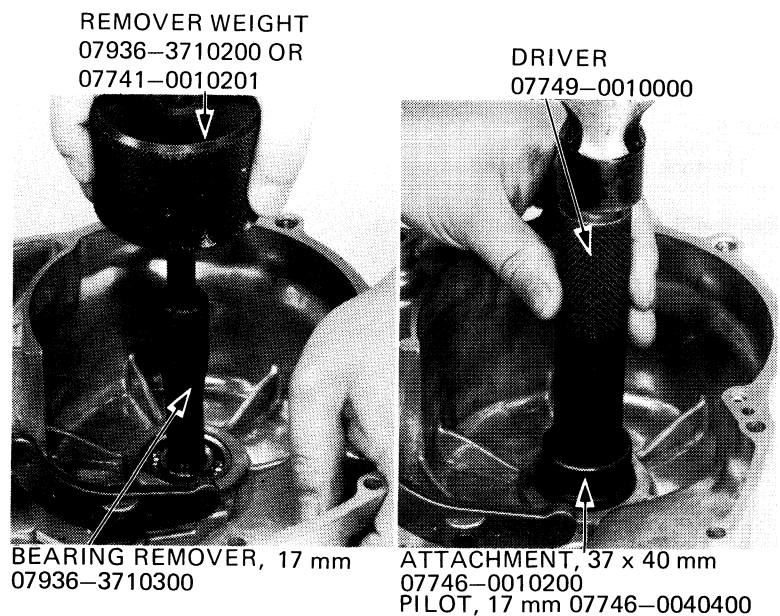 REMOVER WEIGHT
07936–3710200 OR
07741–0010201
DRIVER
07749–0010000
BEARING REMOVER, 17 mm
07936–3710300
ATTACHMENT, 37 x 40 mm
07746–0010200
PILOT, 17 mm 07746–0040400